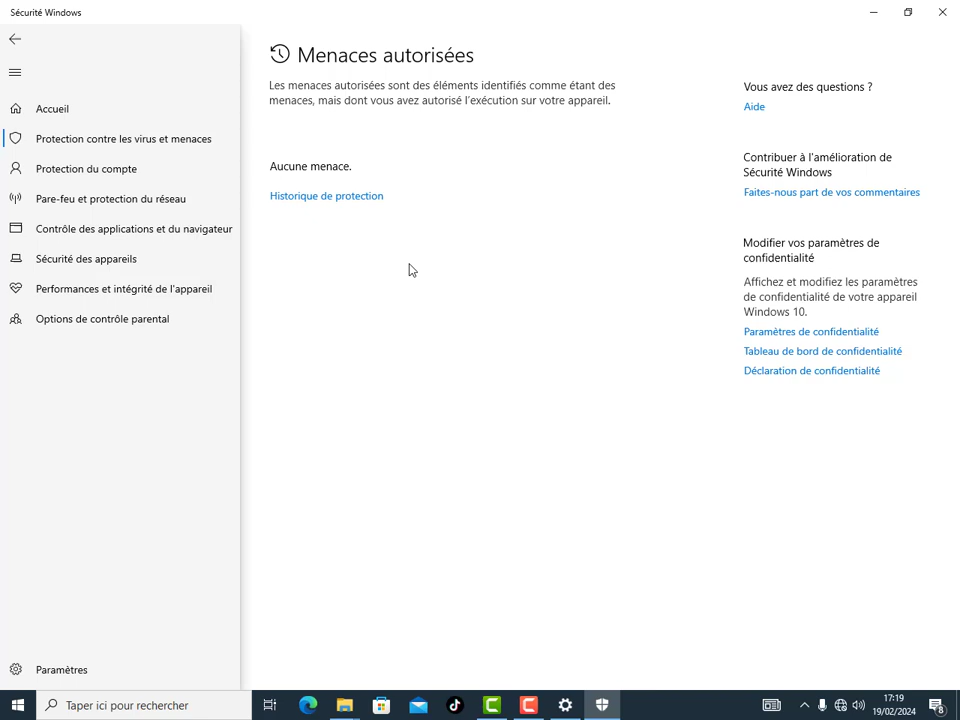 Sécurité Windows
Accueil
Protection contre les virus et menaces
Protection du compte
Pare-feu et protection du réseau
Contrôle des applications et du navigateur
Sécurité des appareils
Performances et intégrité de l'appareil
Options de contrôle parental
Paramètres
Menaces autorisées
Les menaces autorisées sont des éléments identifiés comme étant des
menaces, mais dont vous avez autorisé l'exécution sur votre appareil.
Aucune menace.
Historique de protection
Vous avez des questions ?
Aide
Contribuer à l'amélioration de
Sécurité Windows
Faites-nous part de vos commentaires
Modifier vos paramètres de
confidentialité
Affichez et modifiez les paramètres
de confidentialité de votre appareil
Windows 10.
Paramètres de confidentialité
Tableau de bord de confidentialité
Déclaration de confidentialité
Taper ici pour rechercher
17:19
19/02/2024
8